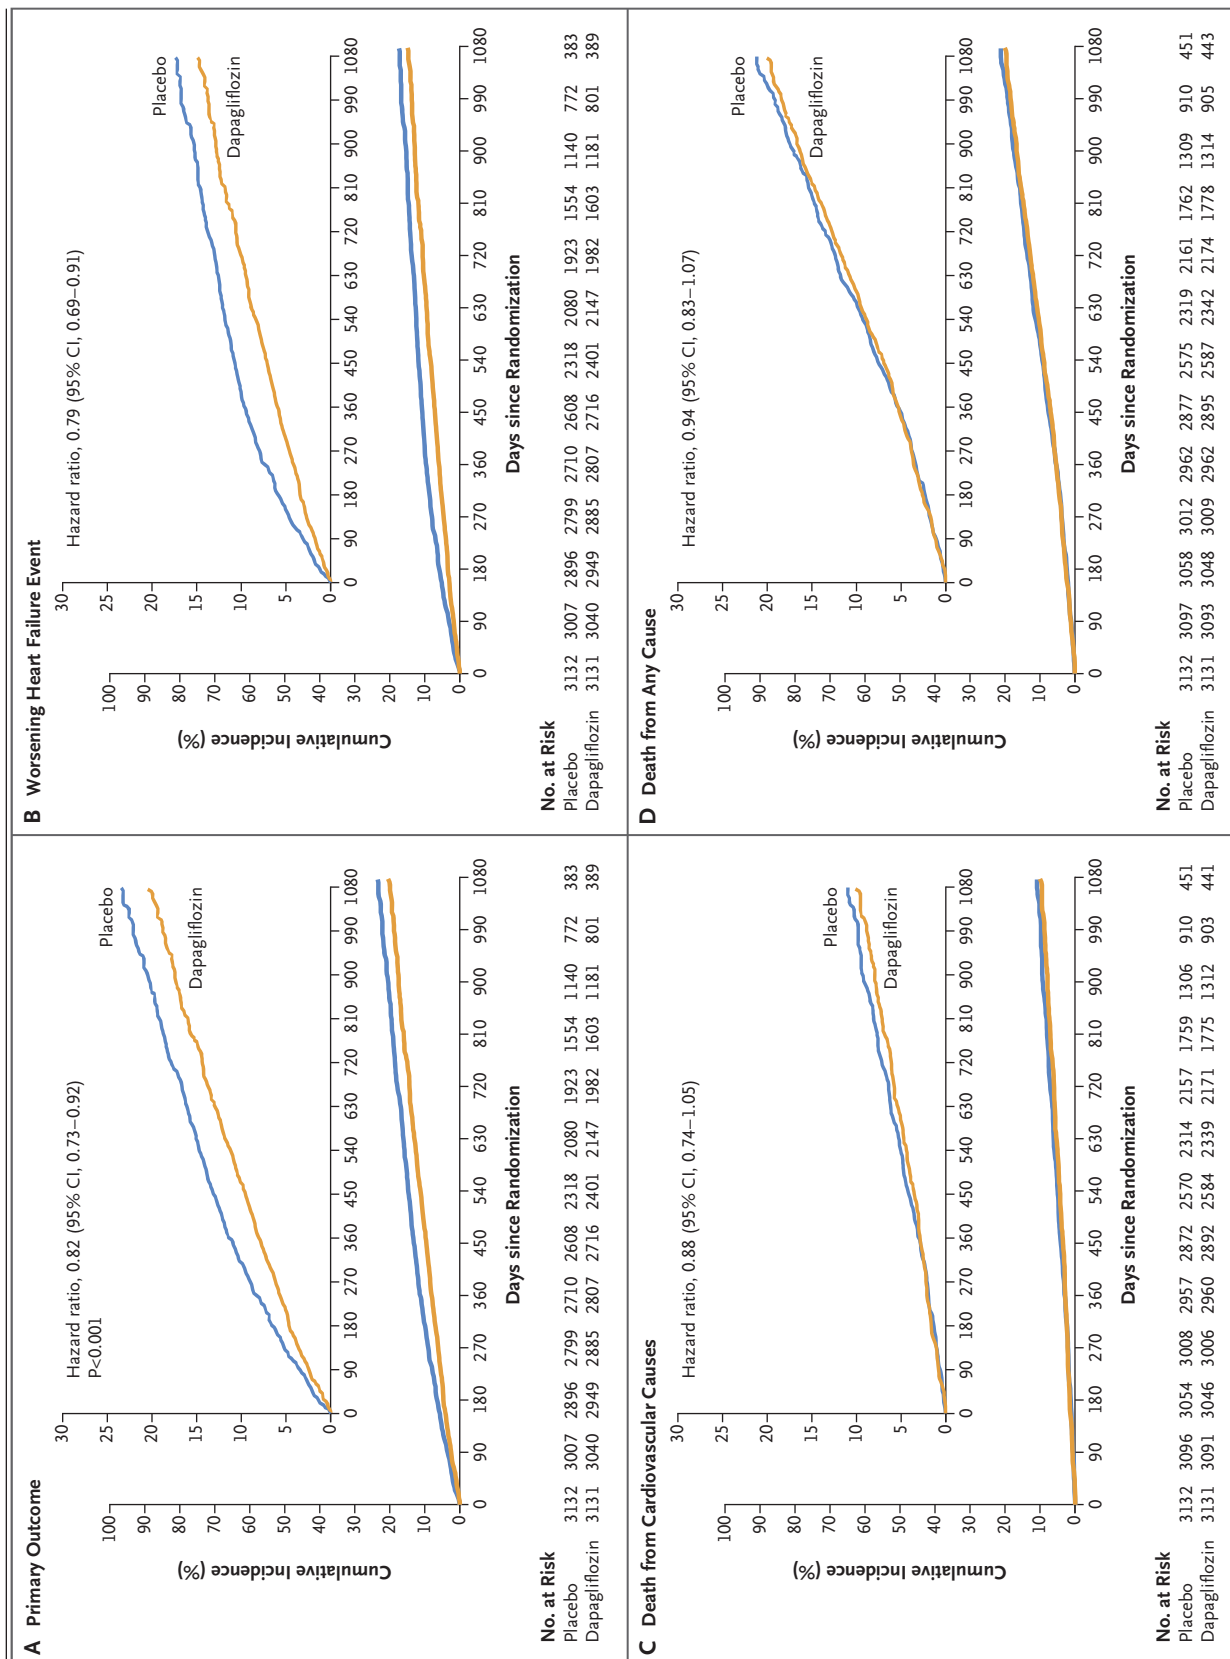 A Primary Outcome
Cumulative Incidence (%)
100
90
80
70
60
50
40
30
20
10
0
30
25
20
15
10
5
0
Hazard ratio, 0.82 (95% CI, 0.73–0.92)
P<0.001
Placebo
Dapagliflozin
0 90 180 270 360 450 540 630 720 810 900 990 1080
0 90 180 270 360 450 540 630 720 810 900 990 1080
Days since Randomization
No. at Risk
Placebo 3132 3007 2896 2799 2710 2608 2318 2080 1923 1554 1140 772 383
Dapagliflozin 3131 3040 2949 2885 2807 2716 2401 2147 1982 1603 1181 801 389
B Worsening Heart Failure Event
Cumulative Incidence (%)
100
90
80
70
60
50
40
30
20
10
0
30
25
20
15
10
5
0
Hazard ratio, 0.79 (95% CI, 0.69–0.91)
Placebo
Dapagliflozin
0 90 180 270 360 450 540 630 720 810 900 990 1080
0 90 180 270 360 450 540 630 720 810 900 990 1080
Days since Randomization
No. at Risk
Placebo 3132 3007 2896 2799 2710 2608 2318 2080 1923 1554 1140 772 383
Dapagliflozin 3131 3040 2949 2885 2807 2716 2401 2147 1982 1603 1181 801 389
C Death from Cardiovascular Causes
Cumulative Incidence (%)
100
90
80
70
60
50
40
30
20
10
0
30
25
20
15
10
5
0
Hazard ratio, 0.88 (95% CI, 0.74–1.05)
Placebo
Dapagliflozin
0 90 180 270 360 450 540 630 720 810 900 990 1080
0 90 180 270 360 450 540 630 720 810 900 990 1080
Days since Randomization
No. at Risk
Placebo 3132 3096 3054 3008 2957 2872 2570 2314 2157 1759 1306 910 451
Dapagliflozin 3131 3091 3046 3006 2960 2892 2584 2339 2171 1775 1312 903 441
D Death from Any Cause
Cumulative Incidence (%)
100
90
80
70
60
50
40
30
20
10
0
30
25
20
15
10
5
0
Hazard ratio, 0.94 (95% CI, 0.83–1.07)
Placebo
Dapagliflozin
0 90 180 270 360 450 540 630 720 810 900 990 1080
0 90 180 270 360 450 540 630 720 810 900 990 1080
Days since Randomization
No. at Risk
Placebo 3132 3097 3058 3012 2962 2877 2575 2319 2161 1762 1309 910 451
Dapagliflozin 3131 3093 3048 3009 2962 2895 2587 2342 2174 1778 1314 905 443